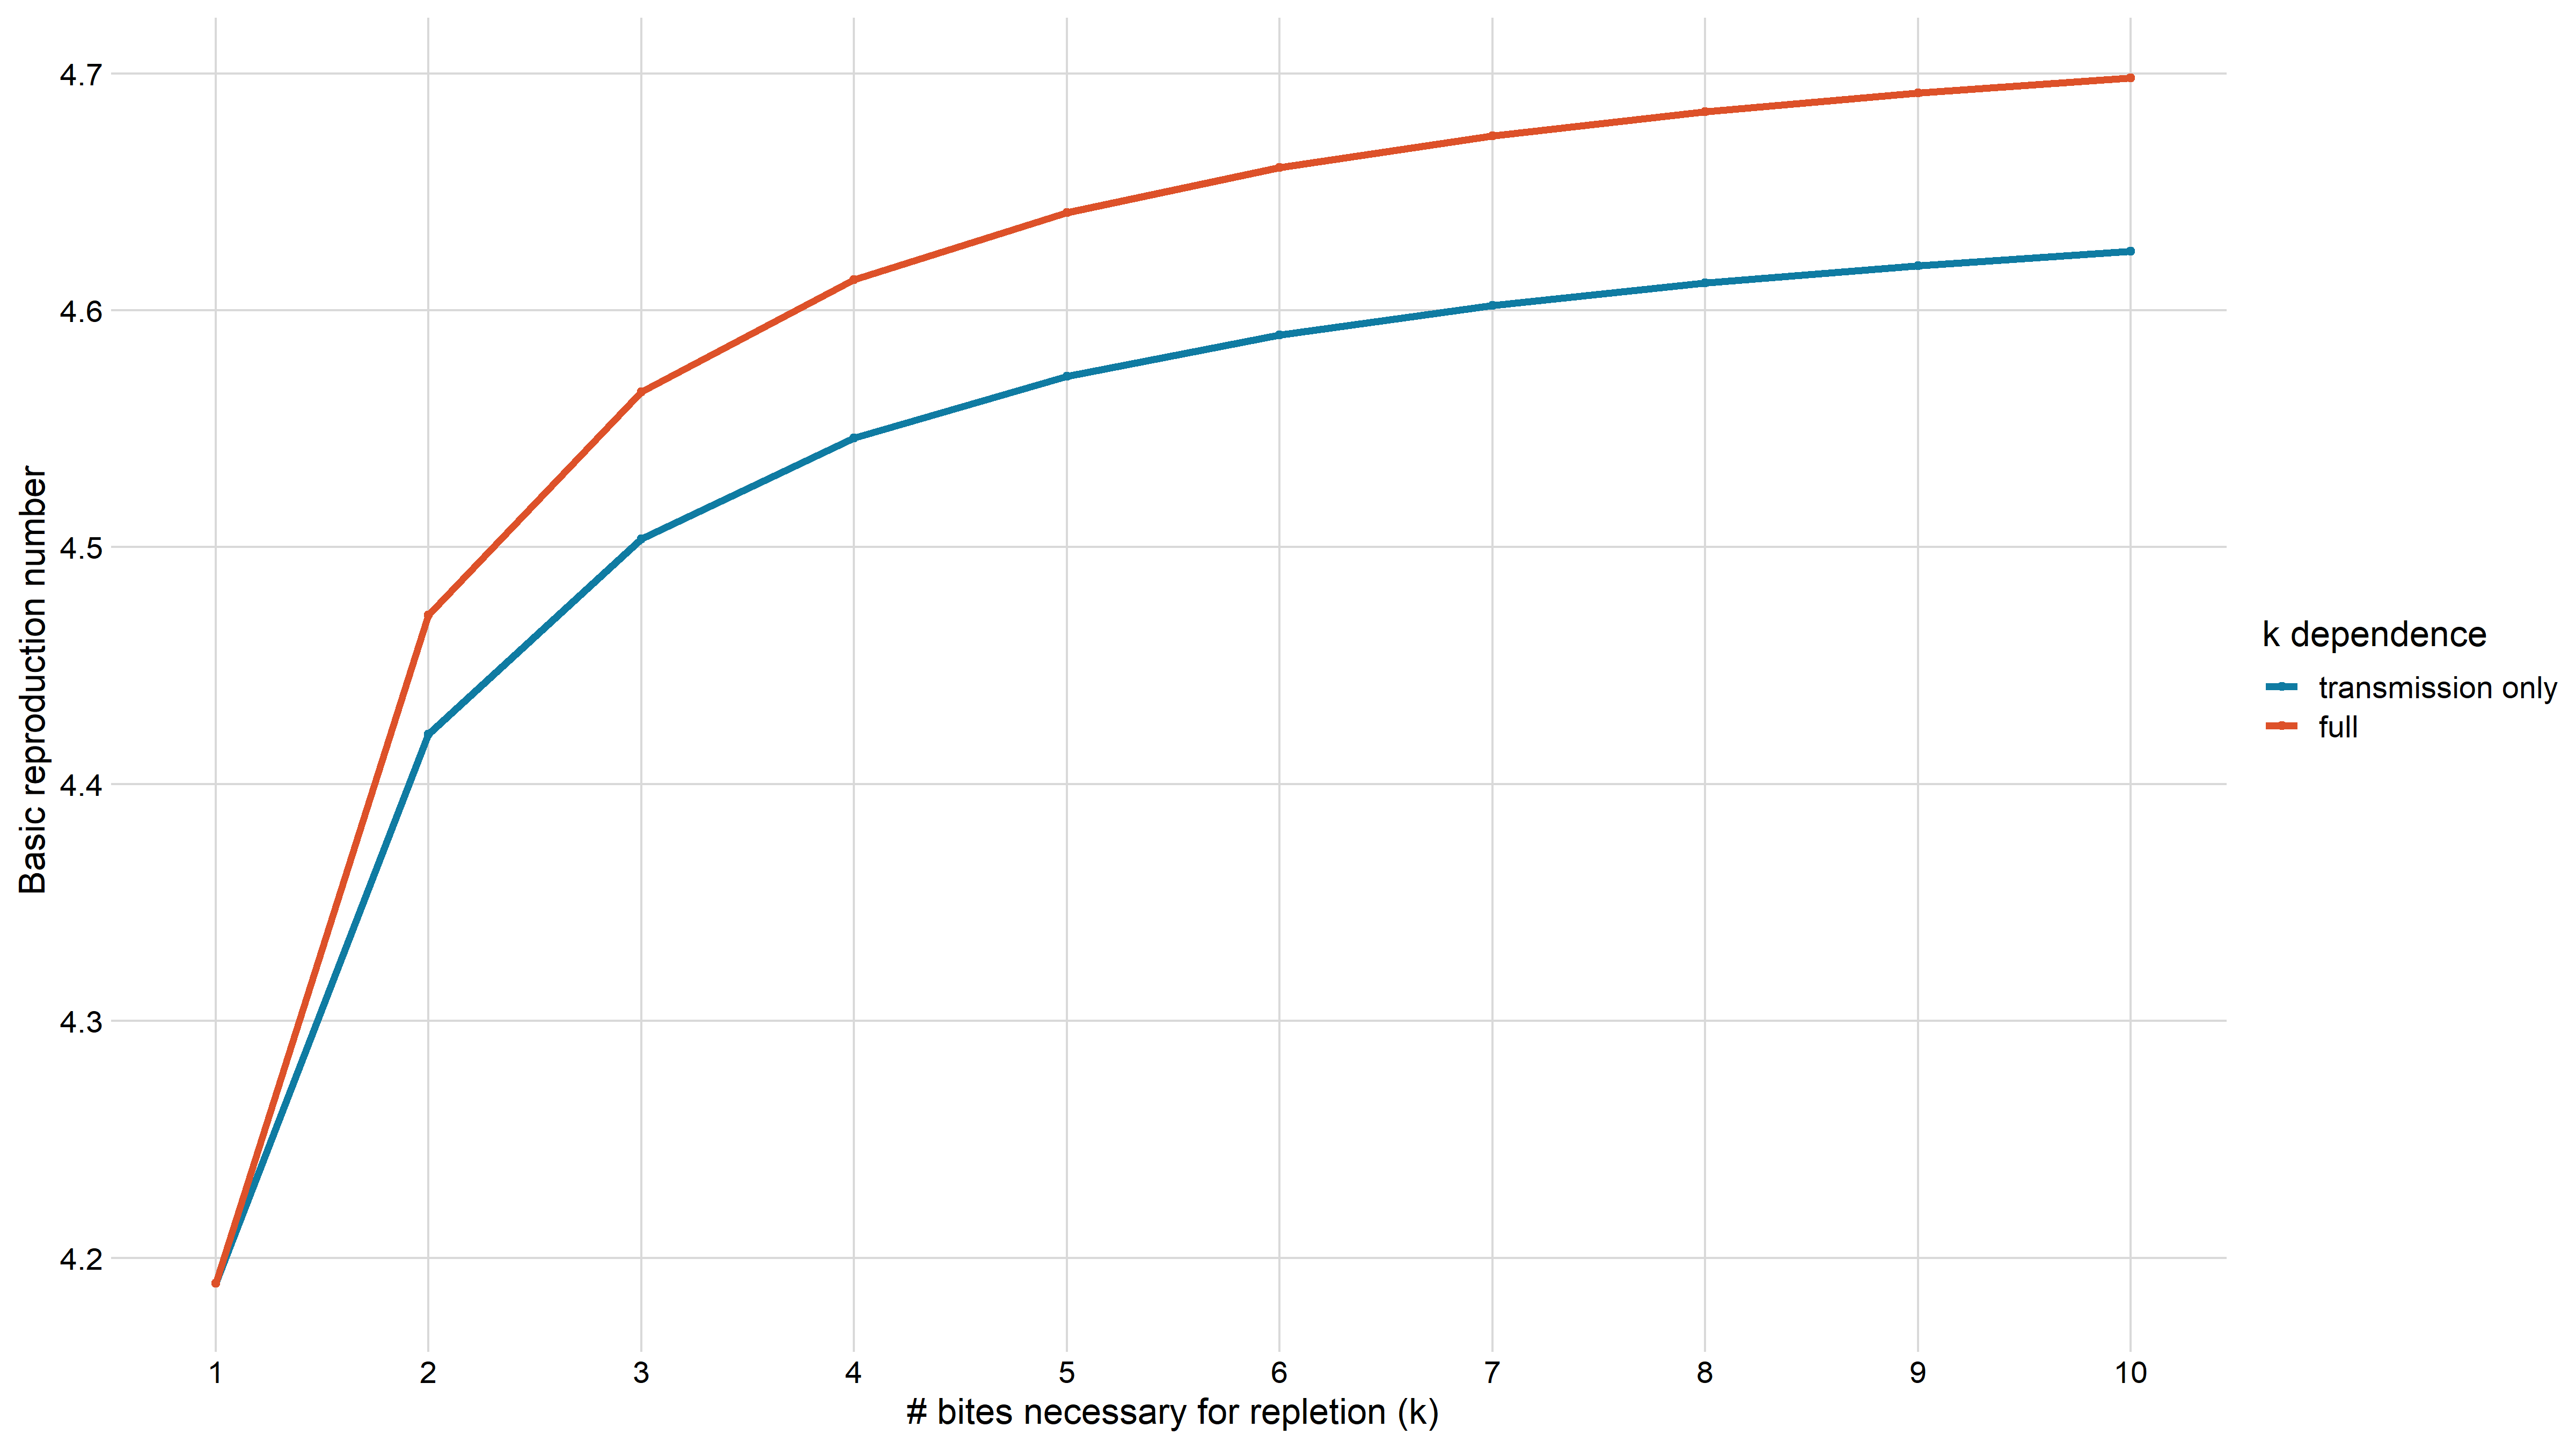 4.7
4.6
4.5
4.4
4.3
4.2
Basic reproduction number
1 2 3 4 5 6 7 8 9 10
# bites necessary for repletion (k)
k dependence
transmission only
full